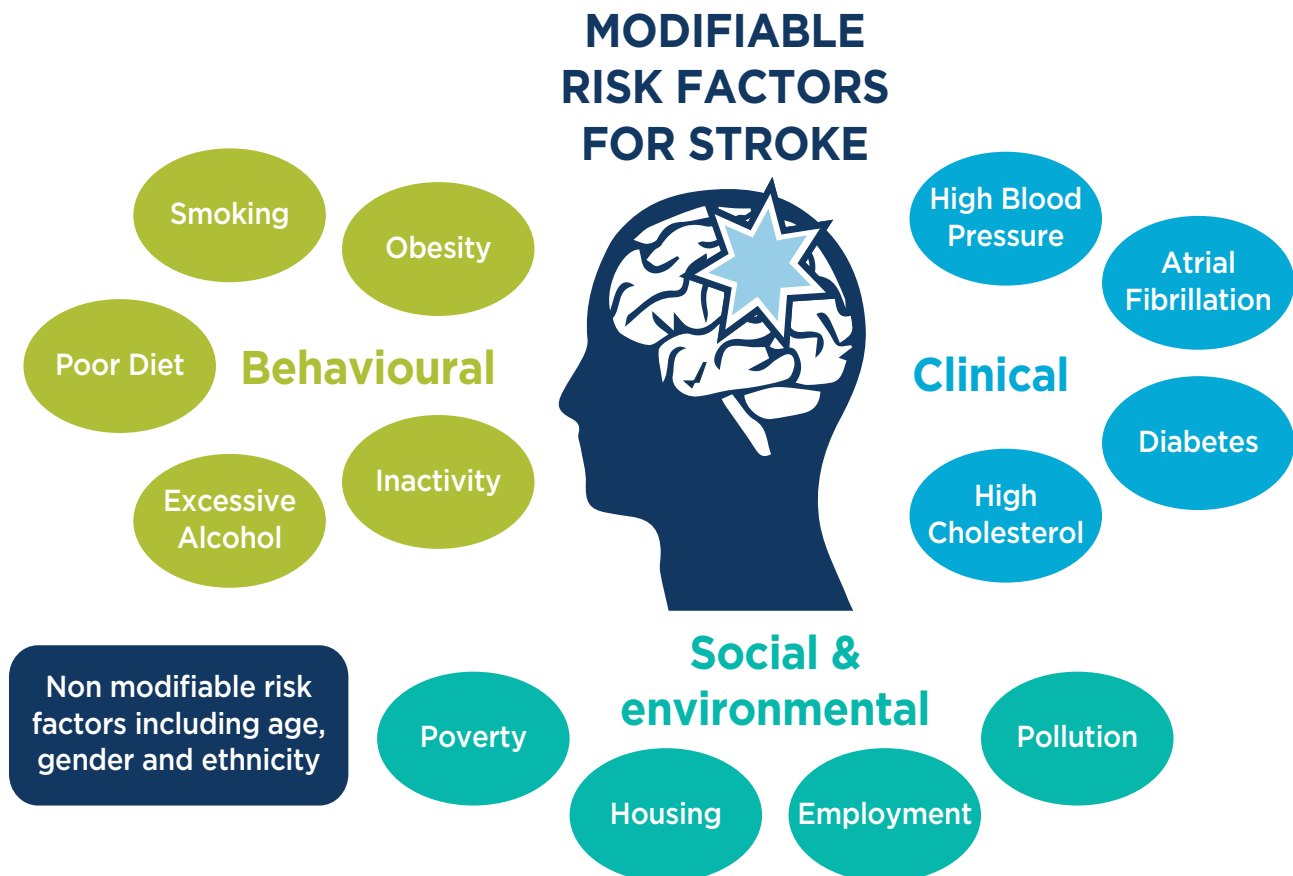 MODIFIABLE
RISK FACTORS
FOR STROKE
Smoking
Obesity
Poor Diet
Behavioural
Inactivity
Excessive
Alcohol
High Blood
Pressure
Atrial
Fibrillation
Clinical
Diabetes
High
Cholesterol
Non modifiable risk
factors including age,
gender and ethnicity
Social &
environmental
Poverty
Housing
Employment
Pollution